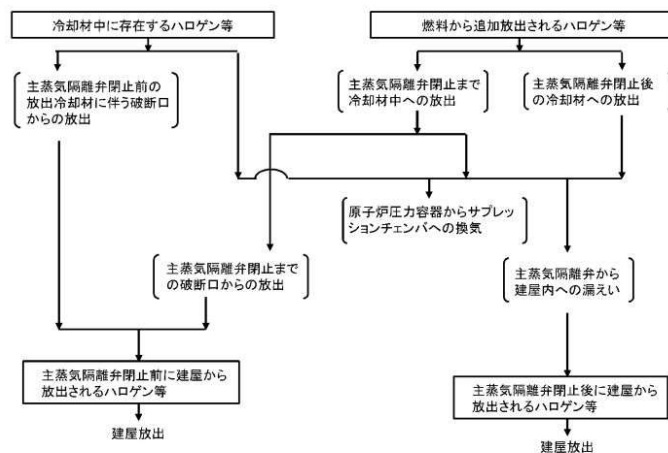 冷却材中に存在するハロゲン等
燃料から追加放出されるハロゲン等
主蒸気隔離弁閉止前の
放出冷却材に伴う破断口
からの放出
主蒸気隔離弁閉止まで
冷却材中への放出
主蒸気隔離弁閉止後
の冷却材への放出
原子炉圧力容器からサプレッ
ションチェンバへの換気
主蒸気隔離弁閉止まで
の破断口からの放出
主蒸気隔離弁から
建屋内への漏えい
主蒸気隔離弁閉止前に建屋から
放出されるハロゲン等
主蒸気隔離弁閉止後に建屋から
放出されるハロゲン等
建屋放出
建屋放出